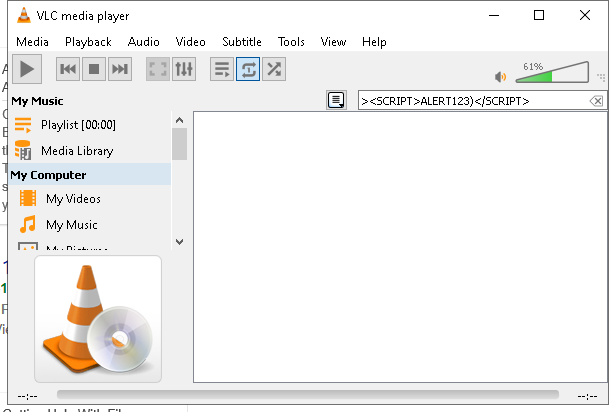 VLC media player
Media Playback Audio Video Subtitle Tools View Help
61%
My Music
><SCRIPT>ALERT123)</SCRIPT>
Playlist [00:00]
Media Library
My Computer
My Videos
My Music
My Pictures
--:-- --:--